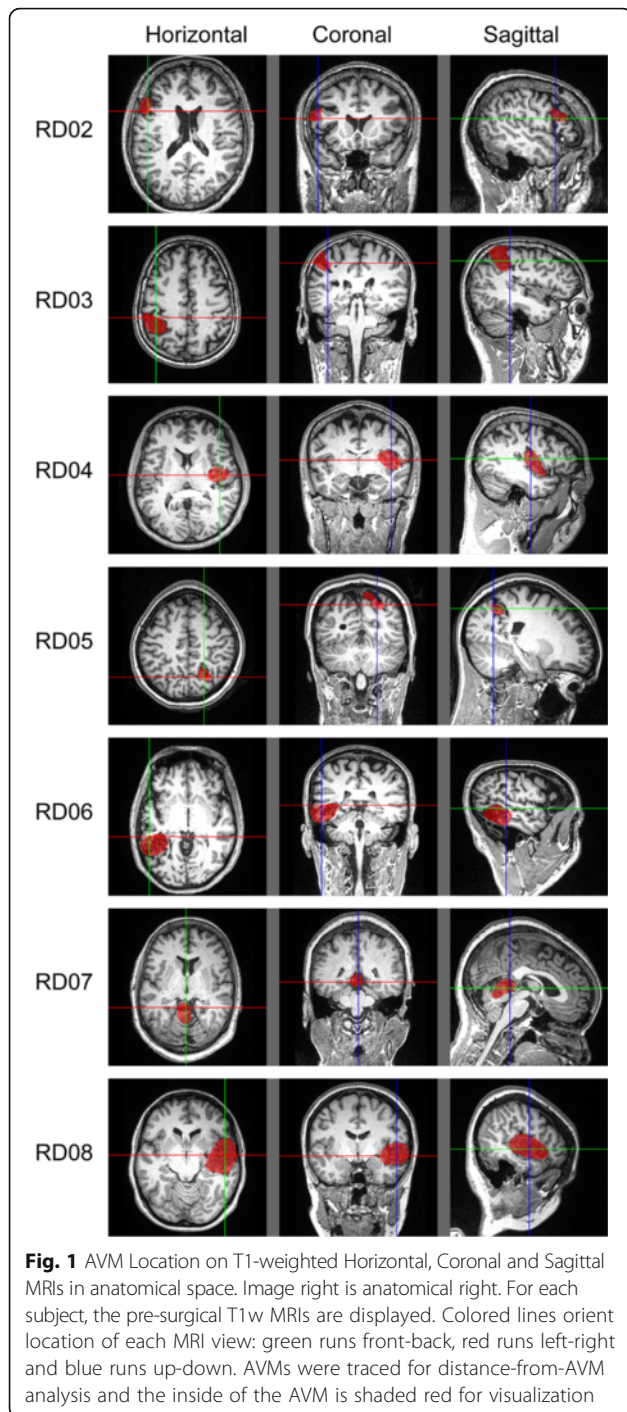 Horizontal Coronal Sagittal
RD02
RD03
RD04
RD05
RD06
RD07
RD08
Fig. 1 AVM Location on T1-weighted Horizontal, Coronal and Sagittal
MRIs in anatomical space. Image right is anatomical right. For each
subject, the pre-surgical T1w MRIs are displayed. Colored lines orient
location of each MRI view: green runs front-back, red runs left-right
and blue runs up-down. AVMs were traced for distance-from-AVM
analysis and the inside of the AVM is shaded red for visualization